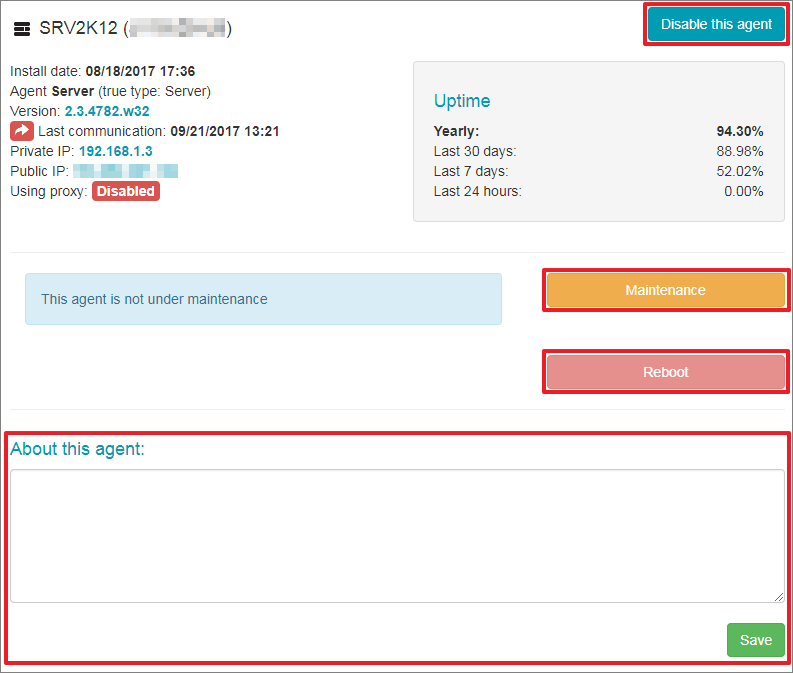 SRV2K12 ( )
Disable this agent
Install date: 08/18/2017 17:36
Agent Server (true type: Server)
Version: 2.3.4782.w32
Last communication: 09/21/2017 13:21
Private IP: 192.168.1.3
Public IP:
Using proxy: Disabled
Uptime
Yearly: 94.30%
Last 30 days: 88.98%
Last 7 days: 52.02%
Last 24 hours: 0.00%
This agent is not under maintenance
Maintenance
Reboot
About this agent:
Save